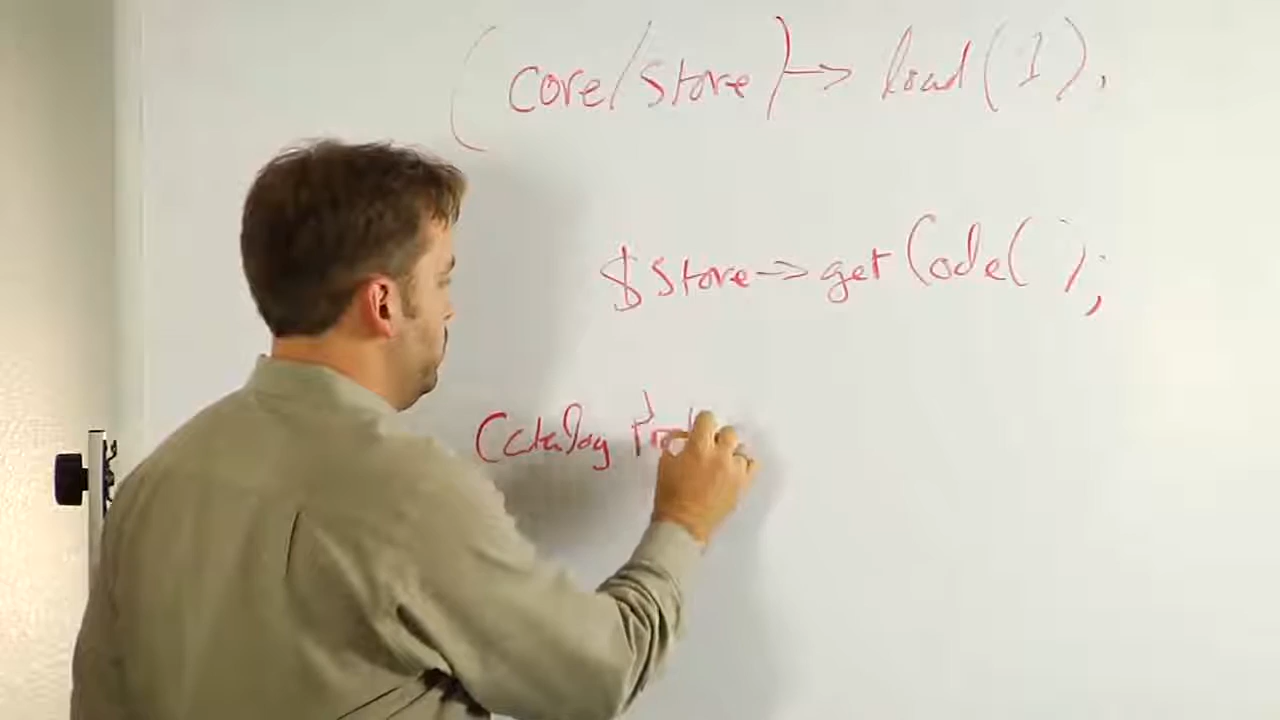 (core/store)-> load(1),
$store->getCode( );
Catalog